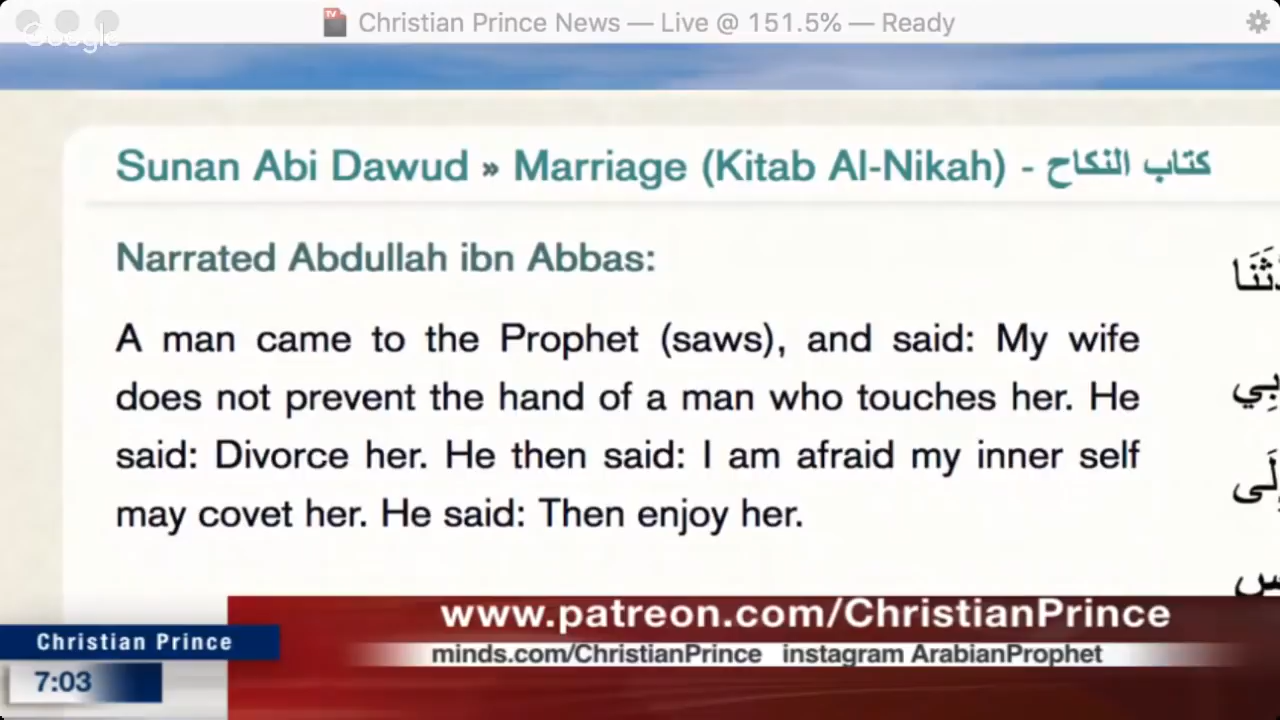 Christian Prince News — Live @ 151.5% — Ready
Google
Sunan Abi Dawud » Marriage (Kitab Al-Nikah) - كتاب النكاح
Narrated Abdullah ibn Abbas:
A man came to the Prophet (saws), and said: My wife
does not prevent the hand of a man who touches her. He
said: Divorce her. He then said: I am afraid my inner self
may covet her. He said: Then enjoy her.
www.patreon.com/ChristianPrince
Christian Prince
minds.com/ChristianPrince instagram ArabianProphet
7:03